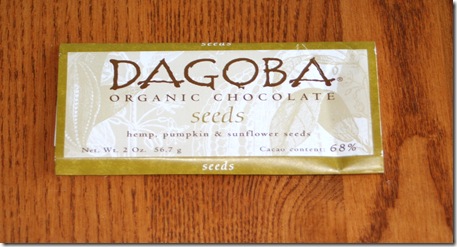 seeds
DAGOBA®
ORGANIC CHOCOLATE
seeds
hemp, pumpkin & sunflower seeds
Net. Wt. 2 Oz. 56.7 g Cacao content: 68%
seeds